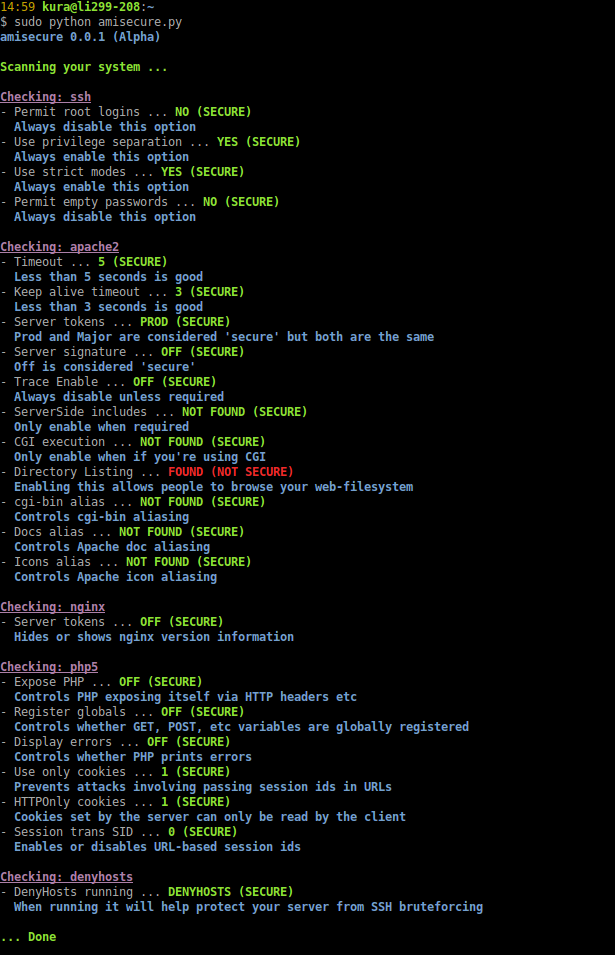 14:59 kura@li299-208:~
$ sudo python amisecure.py
amisecure 0.0.1 (Alpha)
Scanning your system ...
Checking: ssh
- Permit root logins ... NO (SECURE)
Always disable this option
- Use privilege separation ... YES (SECURE)
Always enable this option
- Use strict modes ... YES (SECURE)
Always enable this option
- Permit empty passwords ... NO (SECURE)
Always disable this option
Checking: apache2
- Timeout ... 5 (SECURE)
Less than 5 seconds is good
- Keep alive timeout ... 3 (SECURE)
Less than 3 seconds is good
- Server tokens ... PROD (SECURE)
Prod and Major are considered 'secure' but both are the same
- Server signature ... OFF (SECURE)
Off is considered 'secure'
- Trace Enable ... OFF (SECURE)
Always disable unless required
- ServerSide includes ... NOT FOUND (SECURE)
Only enable when required
- CGI execution ... NOT FOUND (SECURE)
Only enable when if you're using CGI
- Directory Listing ... FOUND (NOT SECURE)
Enabling this allows people to browse your web-filesystem
- cgi-bin alias ... NOT FOUND (SECURE)
Controls cgi-bin aliasing
- Docs alias ... NOT FOUND (SECURE)
Controls Apache doc aliasing
- Icons alias ... NOT FOUND (SECURE)
Controls Apache icon aliasing
Checking: nginx
- Server tokens ... OFF (SECURE)
Hides or shows nginx version information
Checking: php5
- Expose PHP ... OFF (SECURE)
Controls PHP exposing itself via HTTP headers etc
- Register globals ... OFF (SECURE)
Controls whether GET, POST, etc variables are globally registered
- Display errors ... OFF (SECURE)
Controls whether PHP prints errors
- Use only cookies ... 1 (SECURE)
Prevents attacks involving passing session ids in URLs
- HTTPOnly cookies ... 1 (SECURE)
Cookies set by the server can only be read by the client
- Session trans SID ... 0 (SECURE)
Enables or disables URL-based session ids
Checking: denyhosts
- DenyHosts running ... DENYHOSTS (SECURE)
When running it will help protect your server from SSH bruteforcing
... Done